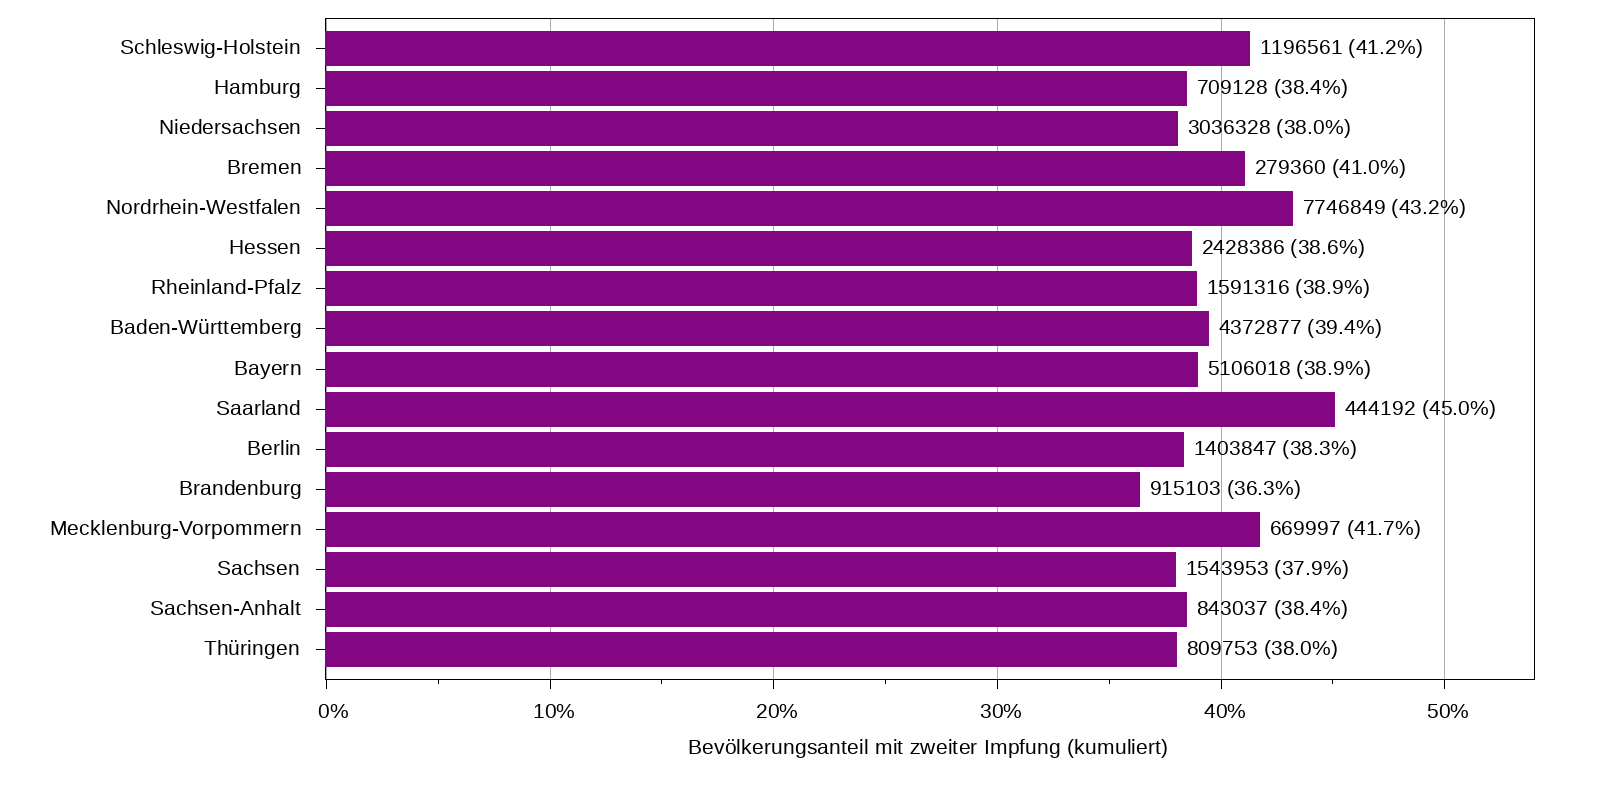 Schleswig-Holstein 1196561 (41.2%)
Hamburg 709128 (38.4%)
Niedersachsen 3036328 (38.0%)
Bremen 279360 (41.0%)
Nordrhein-Westfalen 7746849 (43.2%)
Hessen 2428386 (38.6%)
Rheinland-Pfalz 1591316 (38.9%)
Baden-Württemberg 4372877 (39.4%)
Bayern 5106018 (38.9%)
Saarland 444192 (45.0%)
Berlin 1403847 (38.3%)
Brandenburg 915103 (36.3%)
Mecklenburg-Vorpommern 669997 (41.7%)
Sachsen 1543953 (37.9%)
Sachsen-Anhalt 843037 (38.4%)
Thüringen 809753 (38.0%)
0% 10% 20% 30% 40% 50%
Bevölkerungsanteil mit zweiter Impfung (kumuliert)